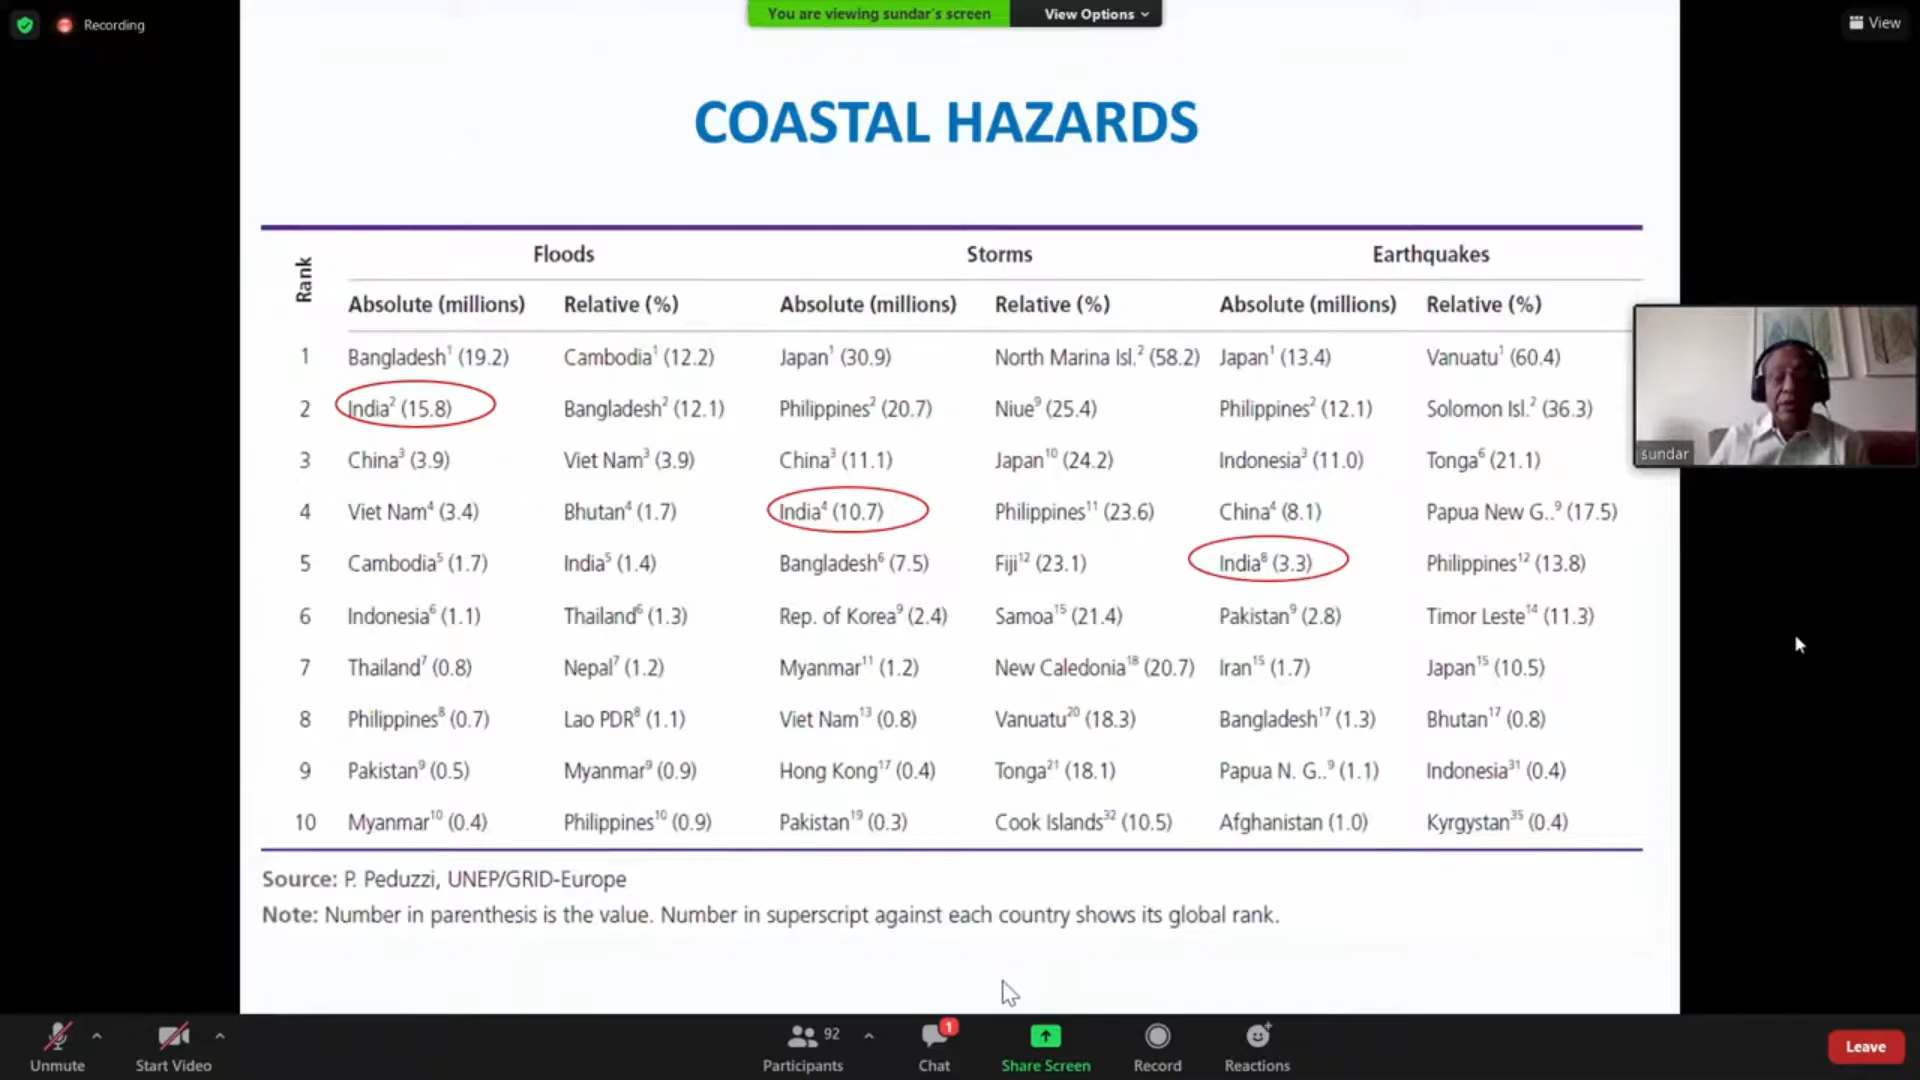 Recording
You are viewing sundar's screen
View Options
View
COASTAL HAZARDS
Rank
Floods Storms Earthquakes
Absolute (millions) Relative (%) Absolute (millions) Relative (%) Absolute (millions) Relative (%)
1 Bangladesh¹ (19.2) Cambodia¹ (12.2) Japan¹ (30.9) North Marina Isl.² (58.2) Japan¹ (13.4) Vanuatu¹ (60.4)
2 India² (15.8) Bangladesh² (12.1) Philippines² (20.7) Niue⁹ (25.4) Philippines² (12.1) Solomon Isl.² (36.3)
3 China³ (3.9) Viet Nam³ (3.9) China³ (11.1) Japan¹⁰ (24.2) Indonesia³ (11.0) Tonga⁶ (21.1)
4 Viet Nam⁴ (3.4) Bhutan⁴ (1.7) India⁴ (10.7) Philippines¹¹ (23.6) China⁴ (8.1) Papua New G..⁹ (17.5)
5 Cambodia⁵ (1.7) India⁵ (1.4) Bangladesh⁶ (7.5) Fiji¹² (23.1) India⁸ (3.3) Philippines¹² (13.8)
6 Indonesia⁶ (1.1) Thailand⁶ (1.3) Rep. of Korea⁹ (2.4) Samoa¹⁵ (21.4) Pakistan⁹ (2.8) Timor Leste¹⁴ (11.3)
7 Thailand⁷ (0.8) Nepal⁷ (1.2) Myanmar¹¹ (1.2) New Caledonia¹⁸ (20.7) Iran¹⁵ (1.7) Japan¹⁵ (10.5)
8 Philippines⁸ (0.7) Lao PDR⁸ (1.1) Viet Nam¹³ (0.8) Vanuatu²⁰ (18.3) Bangladesh¹⁷ (1.3) Bhutan¹⁷ (0.8)
9 Pakistan⁹ (0.5) Myanmar⁹ (0.9) Hong Kong¹⁷ (0.4) Tonga²¹ (18.1) Papua N. G..⁹ (1.1) Indonesia³¹ (0.4)
10 Myanmar¹⁰ (0.4) Philippines¹⁰ (0.9) Pakistan¹⁹ (0.3) Cook Islands³² (10.5) Afghanistan (1.0) Kyrgystan³⁵ (0.4)
Source: P. Peduzzi, UNEP/GRID-Europe
Note: Number in parenthesis is the value. Number in superscript against each country shows its global rank.
sundar
Unmute
Start Video
92
Participants
1
Chat
Share Screen
Record
Reactions
Leave